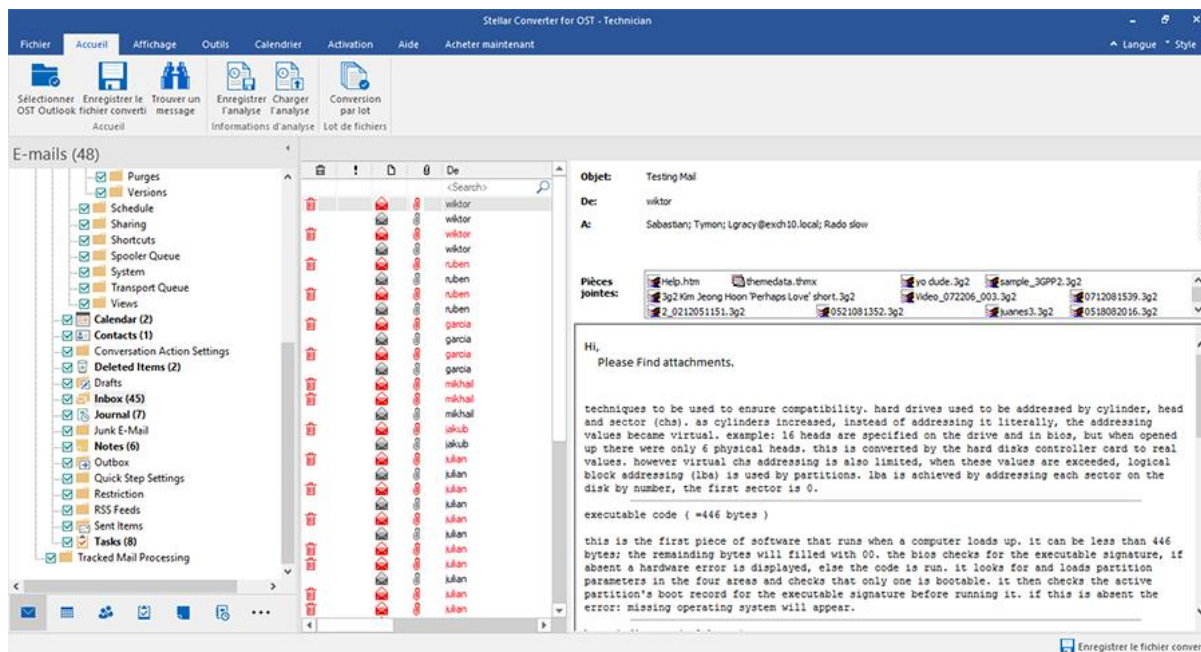 Stellar Converter for OST - Technician
Fichier Accueil Affichage Outils Calendrier Activation Aide Acheter maintenant Langue Style
Sélectionner OST Outlook
Enregistrer le fichier converti
Trouver un message
Accueil
Enregistrer l'analyse
Charger l'analyse
Informations d'analyse
Conversion par lot
Lot de fichiers
E-mails (48)
Purges
Versions
Schedule
Sharing
Shortcuts
Spooler Queue
System
Transport Queue
Views
Calendar (2)
Contacts (1)
Conversation Action Settings
Deleted Items (2)
Drafts
Inbox (45)
Journal (7)
Junk E-Mail
Notes (6)
Outbox
Quick Step Settings
Restriction
RSS Feeds
Sent Items
Tasks (8)
Tracked Mail Processing
De
<Search>
wiktor
wiktor
wiktor
wiktor
ruben
ruben
ruben
ruben
garcia
garcia
garcia
garcia
mikhail
mikhail
mikhail
jakub
jakub
julian
julian
julian
julian
julian
julian
julian
julian
julian
julian
julian
Objet: Testing Mail
De: wiktor
A: Sabastian; Tymon; Lgracy@exch10.local; Rado slow
Pièces jointes:
Help.htm themedata.thmx yo dude.3g2 sample_3GPP2.3g2
3g2 Kim Jeong Hoon 'Perhaps Love' short.3g2 Video_072206_003.3g2 0712081539.3g2
2_0212051151.3g2 0521081352.3g2 juanes3.3g2 0518082016.3g2
Hi,
Please Find attachments.
techniques to be used to ensure compatibility. hard drives used to be addressed by cylinder, head
and sector (chs). as cylinders increased, instead of addressing it literally, the addressing
values became virtual. example: 16 heads are specified on the drive and in bios, but when opened
up there were only 6 physical heads. this is converted by the hard disks controller card to real
values. however virtual chs addressing is also limited, when these values are exceeded, logical
block addressing (lba) is used by partitions. lba is achieved by addressing each sector on the
disk by number, the first sector is 0.
executable code ( =446 bytes )
this is the first piece of software that runs when a computer loads up. it can be less than 446
bytes; the remainding bytes will filled with 00. the bios checks for the executable signature, if
absent a hardware error is displayed, else the code is run. it looks for and loads partition
parameters in the four areas and checks that only one is bootable. it then checks the active
partition's boot record for the executable signature before running it. if this is absent the
error: missing operating system will appear.
Enregistrer le fichier conver